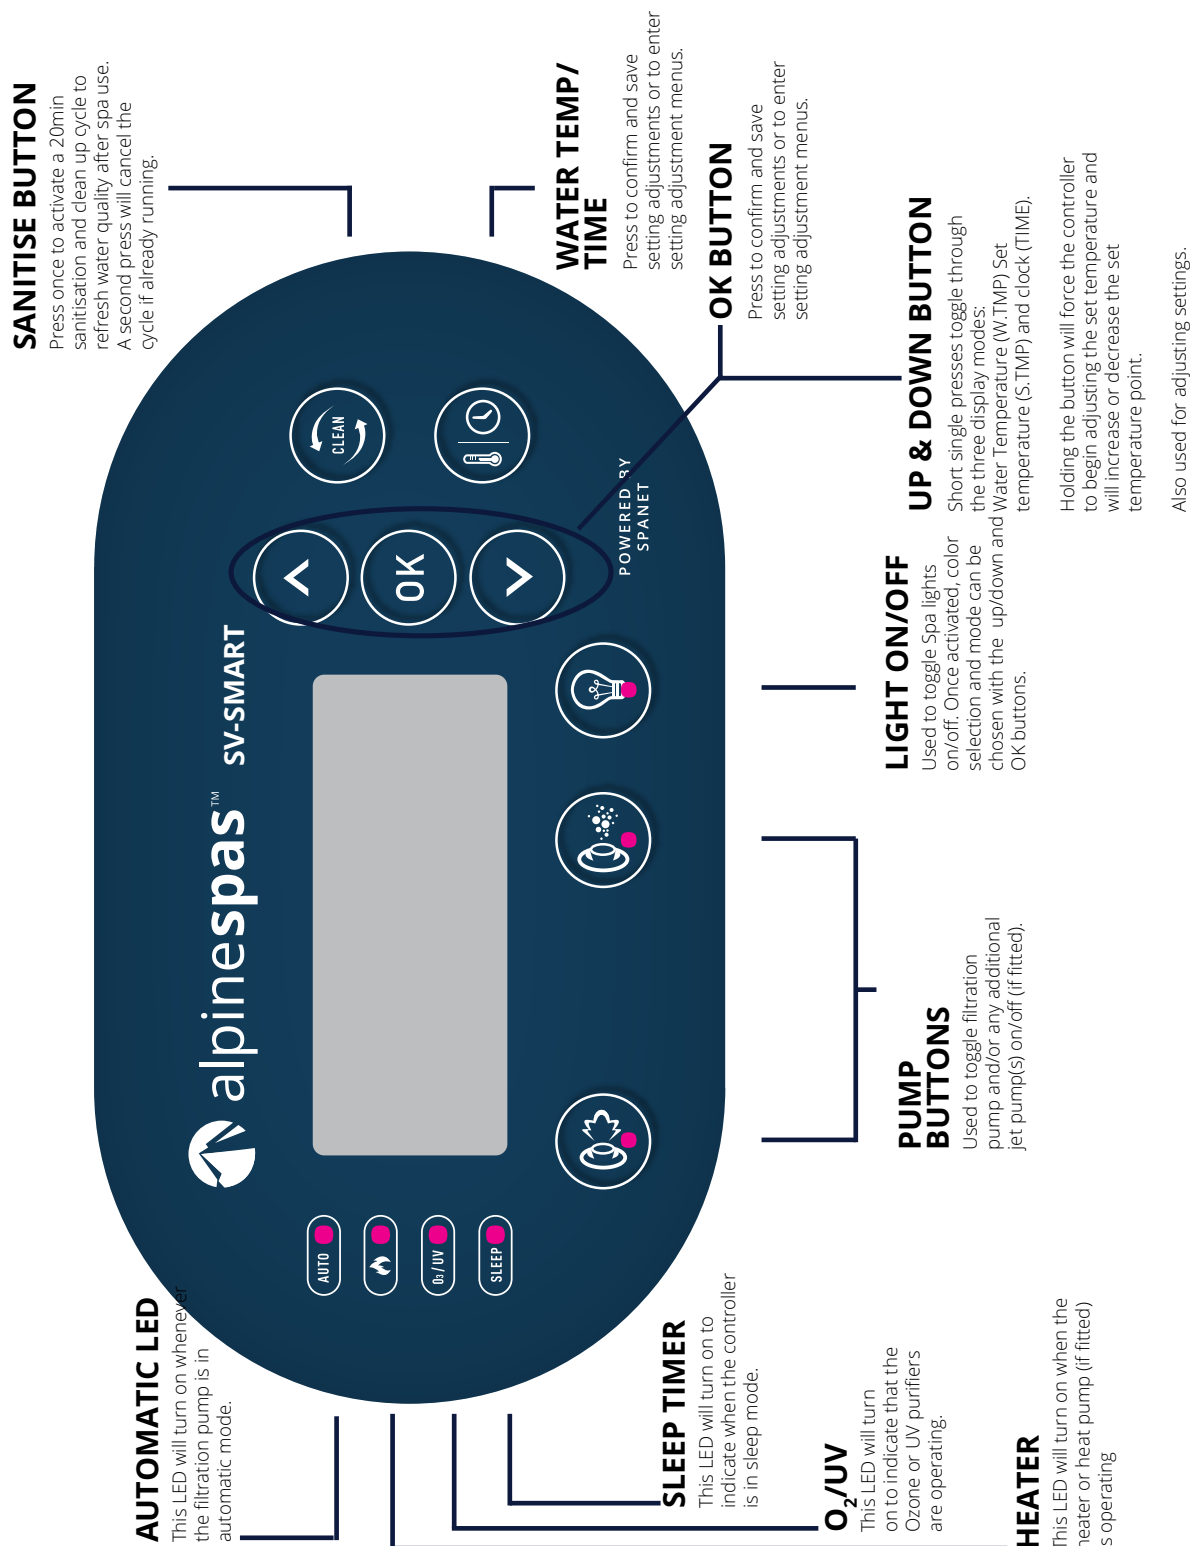 SANITISE BUTTON
Press once to activate a 20min
sanitisation and clean up cycle to
refresh water quality after spa use.
A second press will cancel the
cycle if already running.
WATER TEMP/
TIME
Press to confirm and save
setting adjustments or to enter
setting adjustment menus.
OK BUTTON
Press to confirm and save
setting adjustments or to enter
setting adjustment menus.
UP & DOWN BUTTON
Short single presses toggle through
the three display modes:
Water Temperature (W.TMP) Set
temperature (S.TMP) and clock (TIME).
Holding the button will force the controller
to begin adjusting the set temperature and
will increase or decrease the set
temperature point.
Also used for adjusting settings.
LIGHT ON/OFF
Used to toggle Spa lights
on/off. Once activated, color
selection and mode can be
chosen with the up/down and
OK buttons.
PUMP
BUTTONS
Used to toggle filtration
pump and/or any additional
jet pump(s) on/off (if fitted).
AUTOMATIC LED
This LED will turn on whenever
the filtration pump is in
automatic mode.
SLEEP TIMER
This LED will turn on to
indicate when the controller
is in sleep mode.
O₂/UV
This LED will turn
on to indicate that the
Ozone or UV purifiers
are operating.
HEATER
This LED will turn on when the
heater or heat pump (if fitted)
is operating
alpinespas™ SV-SMART
AUTO
O₃/UV
SLEEP
OK
CLEAN
POWERED BY
SPANET